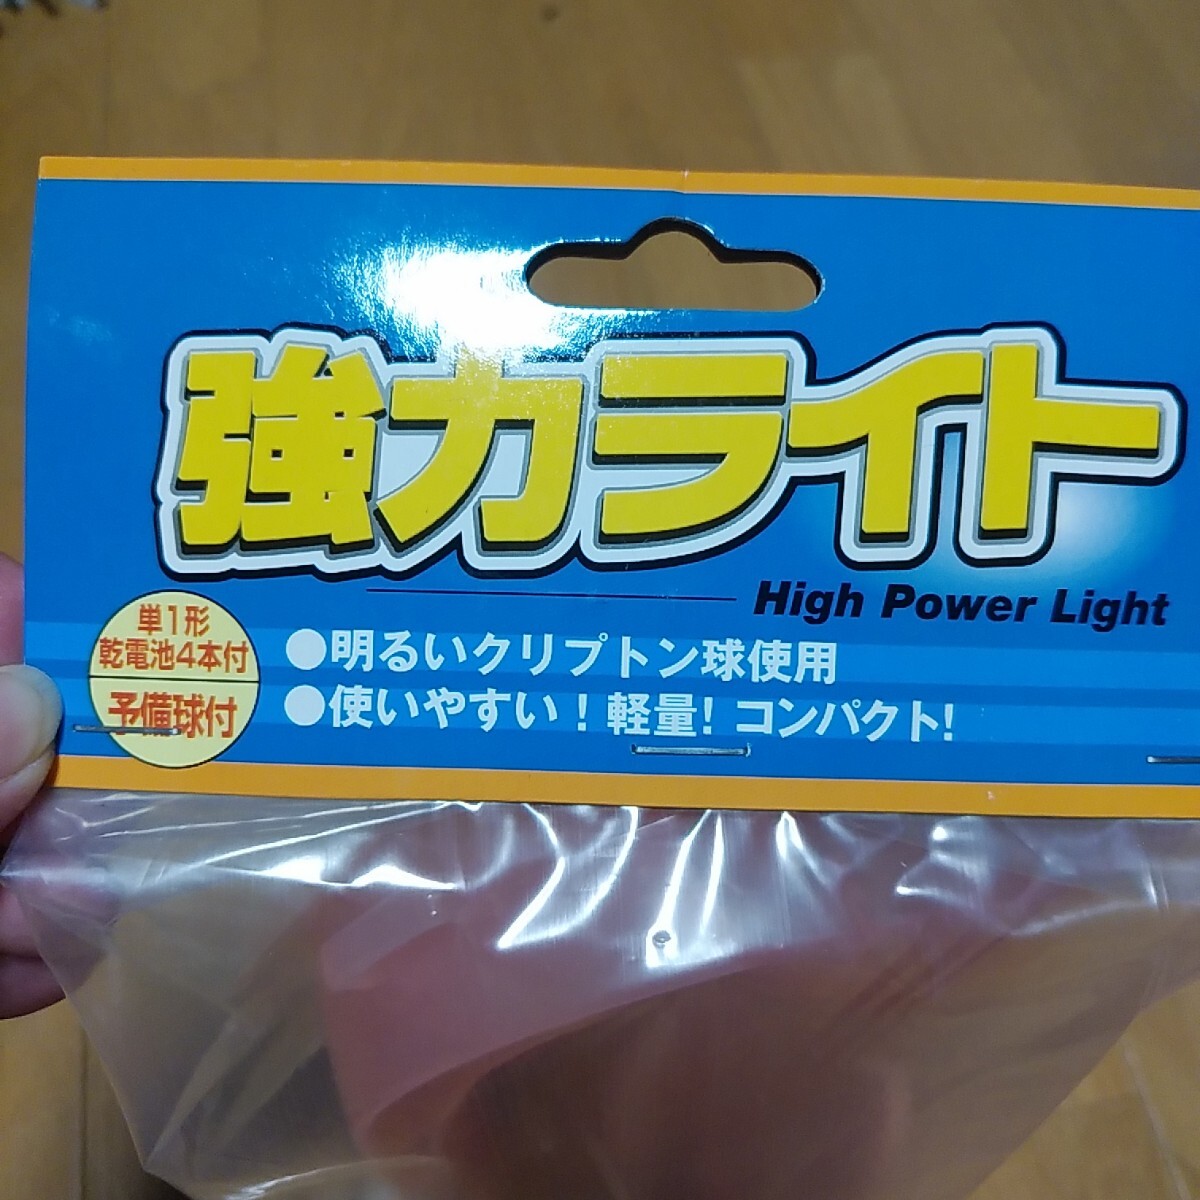 強力ライト
High Power Light
単1形
乾電池4本付
予備球付
●明るいクリプトン球使用
●使いやすい！軽量！コンパクト！